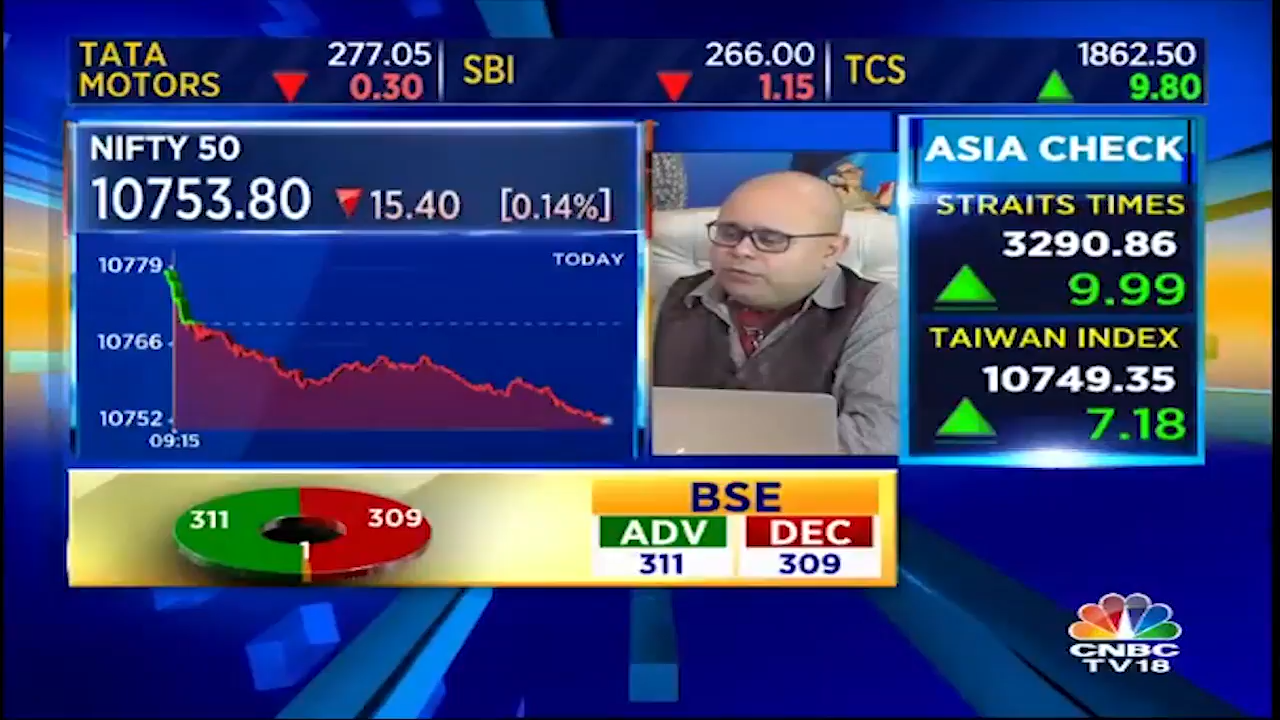 TATA MOTORS 277.05 0.30
SBI 266.00 1.15
TCS 1862.50 9.80
NIFTY 50
10753.80 15.40 [0.14%]
TODAY
10779
10766
10752
09:15
ASIA CHECK
STRAITS TIMES
3290.86
9.99
TAIWAN INDEX
10749.35
7.18
311
309
1
BSE
ADV DEC
311 309
CNBC
TV18